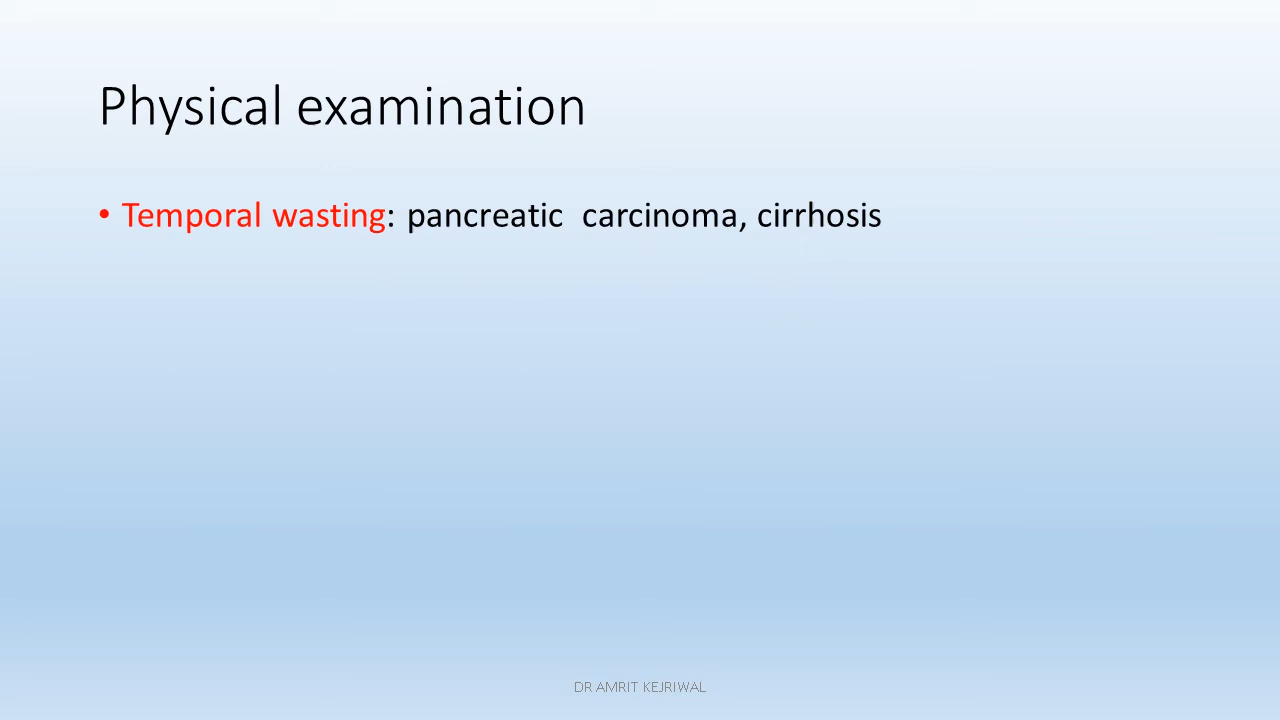 Physical examination
• Temporal wasting: pancreatic  carcinoma, cirrhosis
DR AMRIT KEJRIWAL